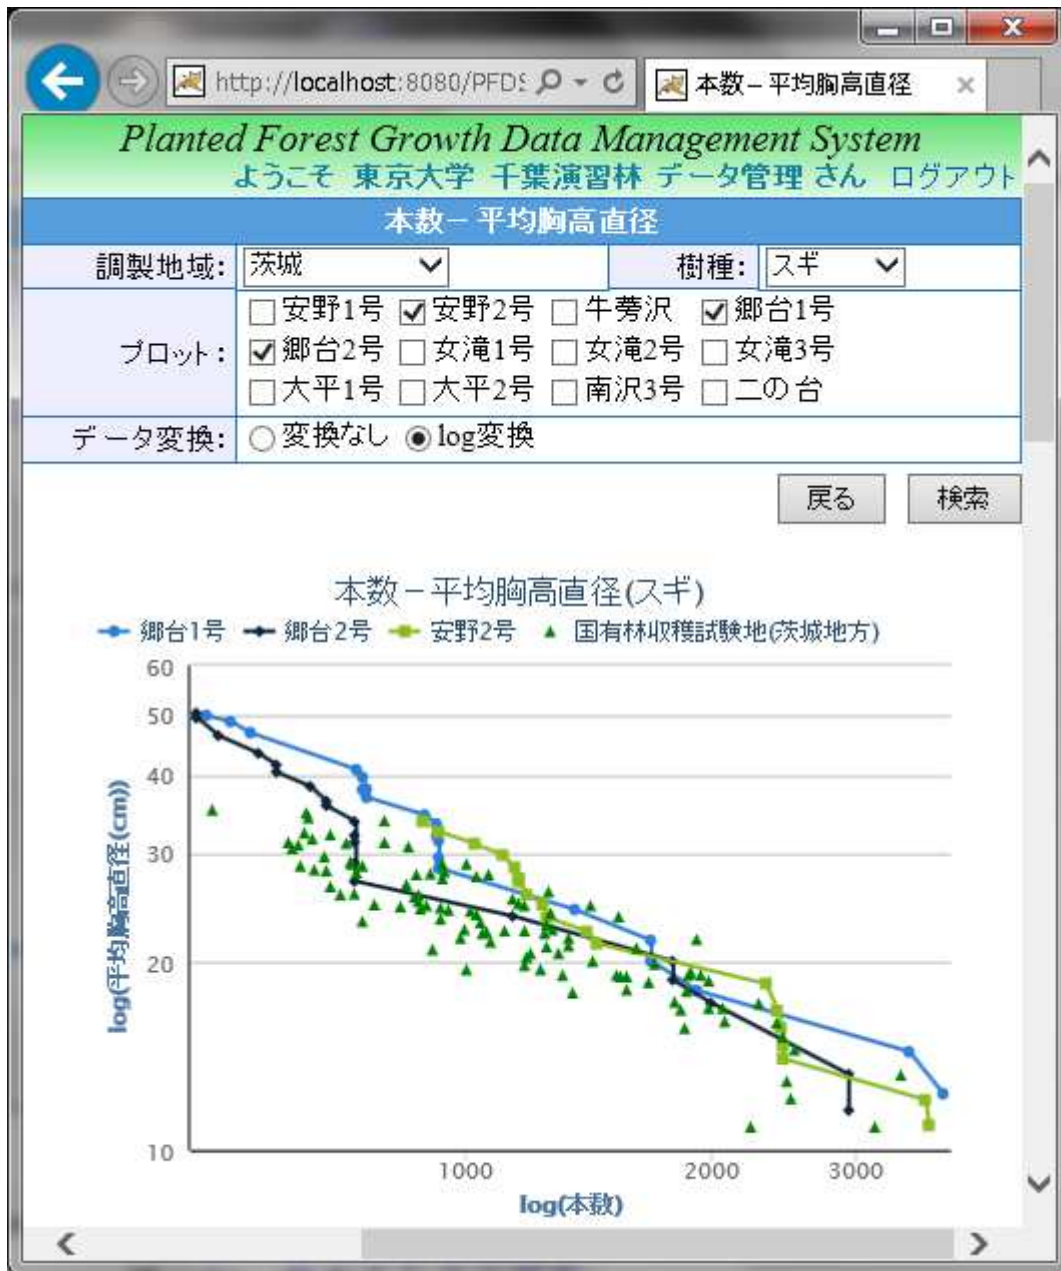 http://localhost:8080/PFDS
本数−平均胸高直径
Planted Forest Growth Data Management System
ようこそ 東京大学 千葉演習林 データ管理 さん ログアウト
本数−平均胸高直径
調製地域: 茨城 樹種: スギ
安野1号 安野2号 牛蒡沢 郷台1号
プロット: 郷台2号 女滝1号 女滝2号 女滝3号
大平1号 大平2号 南沢3号 二の台
データ変換: 変換なし log変換
戻る 検索
本数−平均胸高直径(スギ)
郷台1号 郷台2号 安野2号 国有林収穫試験地(茨城地方)
log(平均胸高直径(cm))
60
50
40
30
20
10
1000 2000 3000
log(本数)